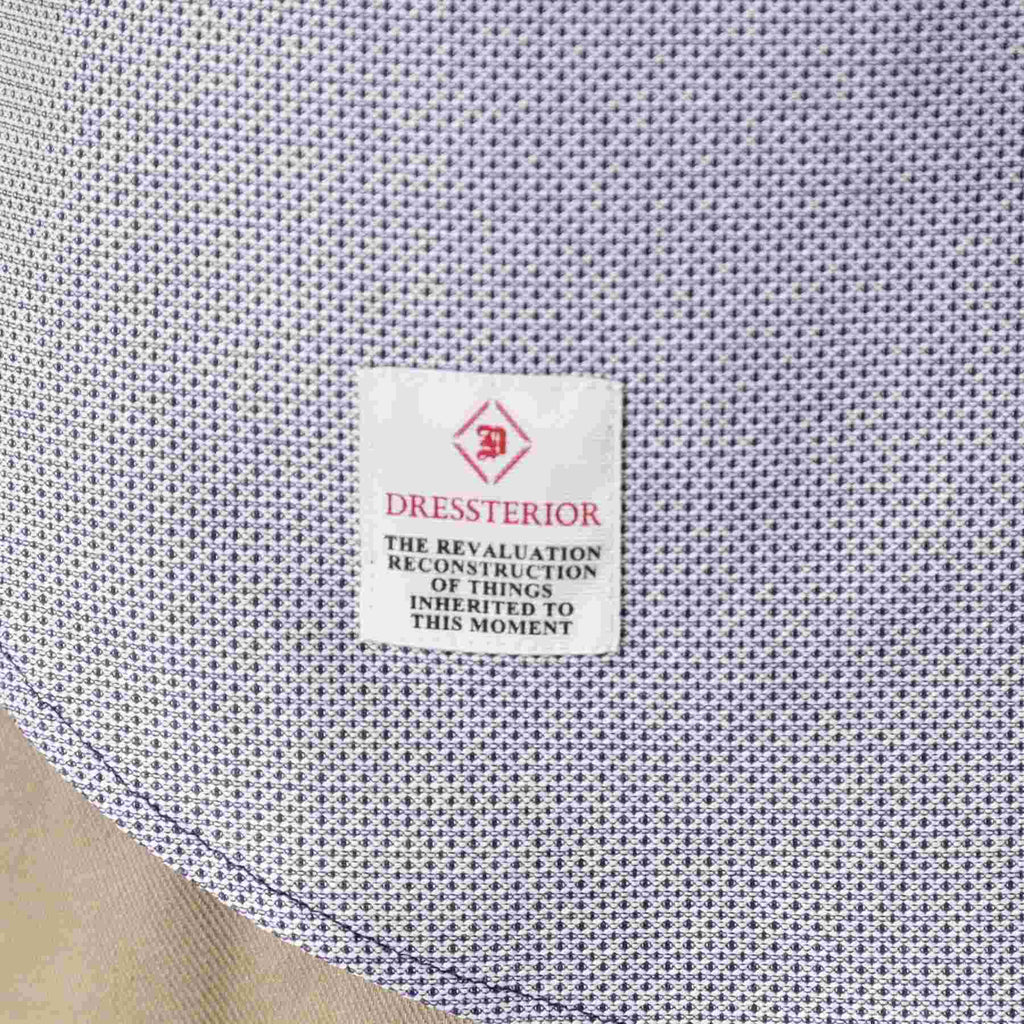 D
DRESSTERIOR
THE REVALUATION
RECONSTRUCTION
OF THINGS
INHERITED TO
THIS MOMENT